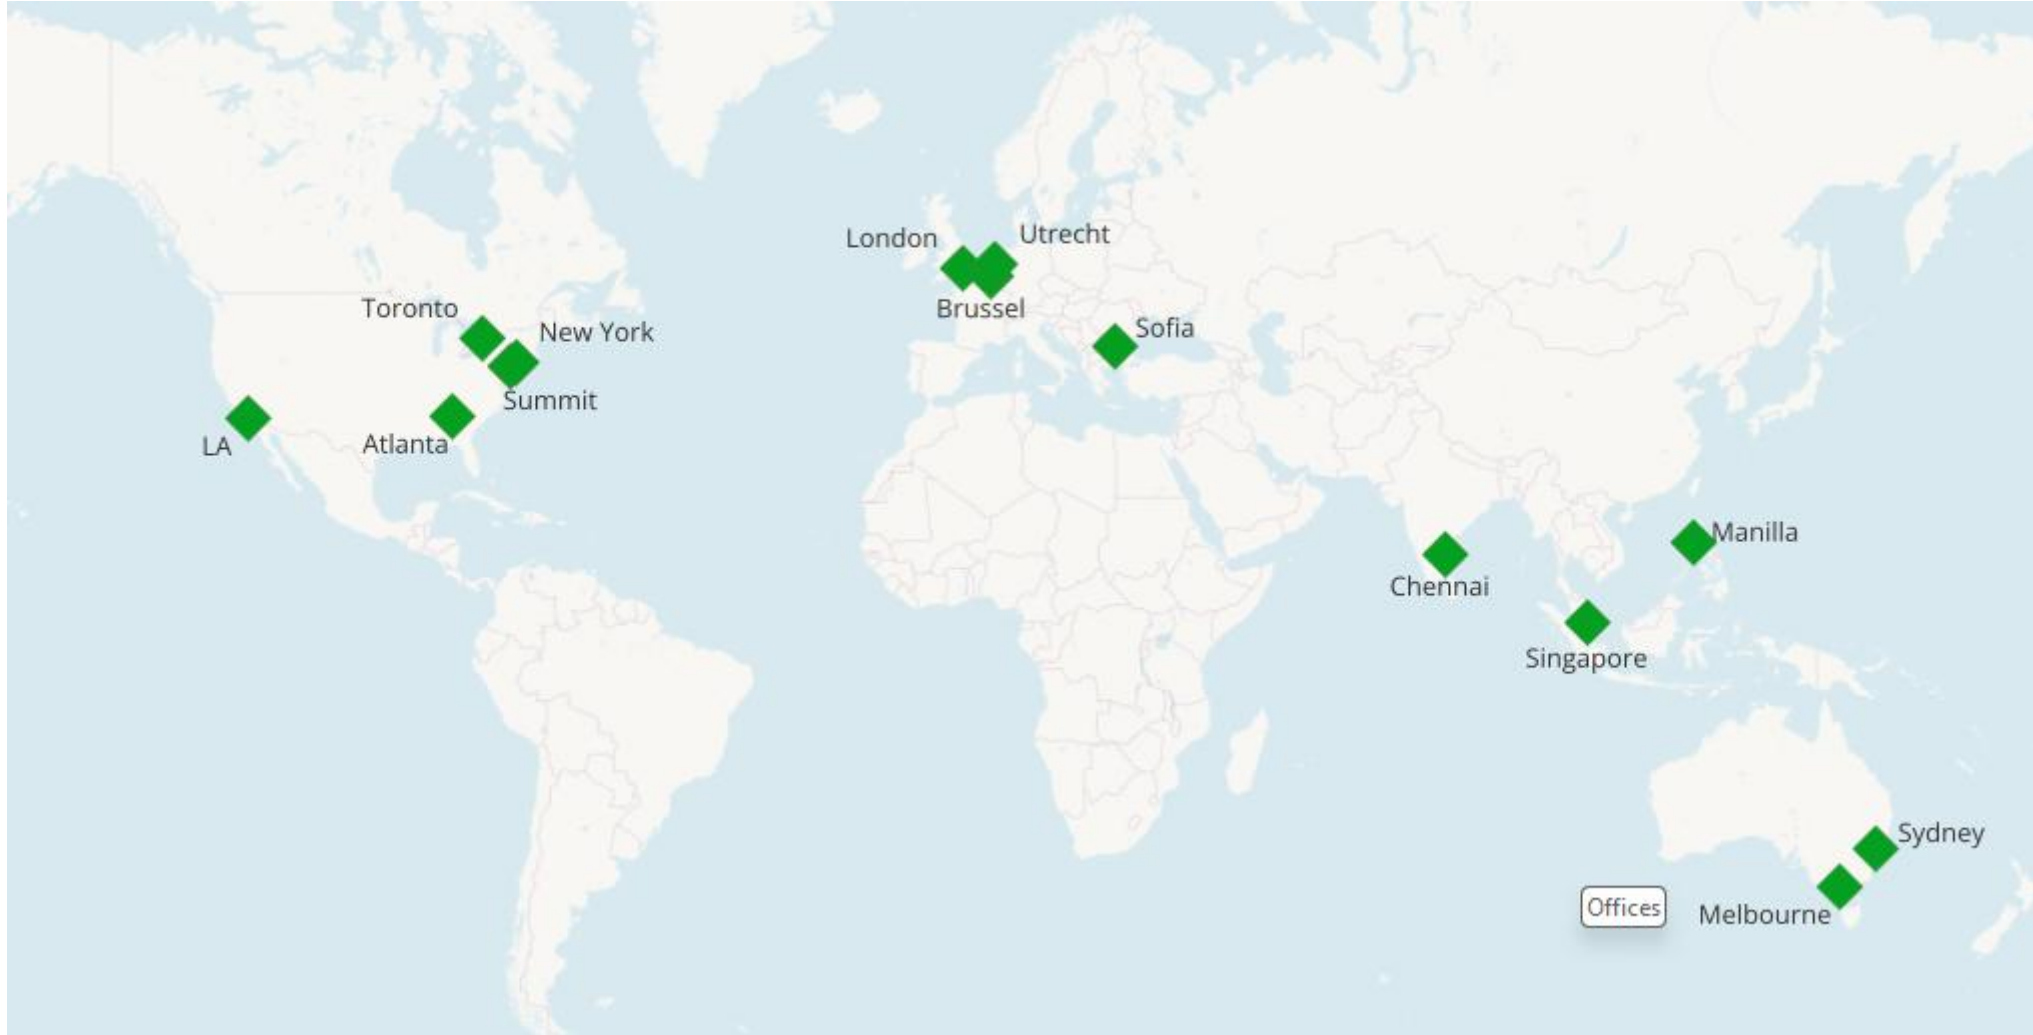 London
Utrecht
Brussel
Toronto
New York
Sofia
Summit
LA
Atlanta
Manilla
Chennai
Singapore
Sydney
Offices
Melbourne